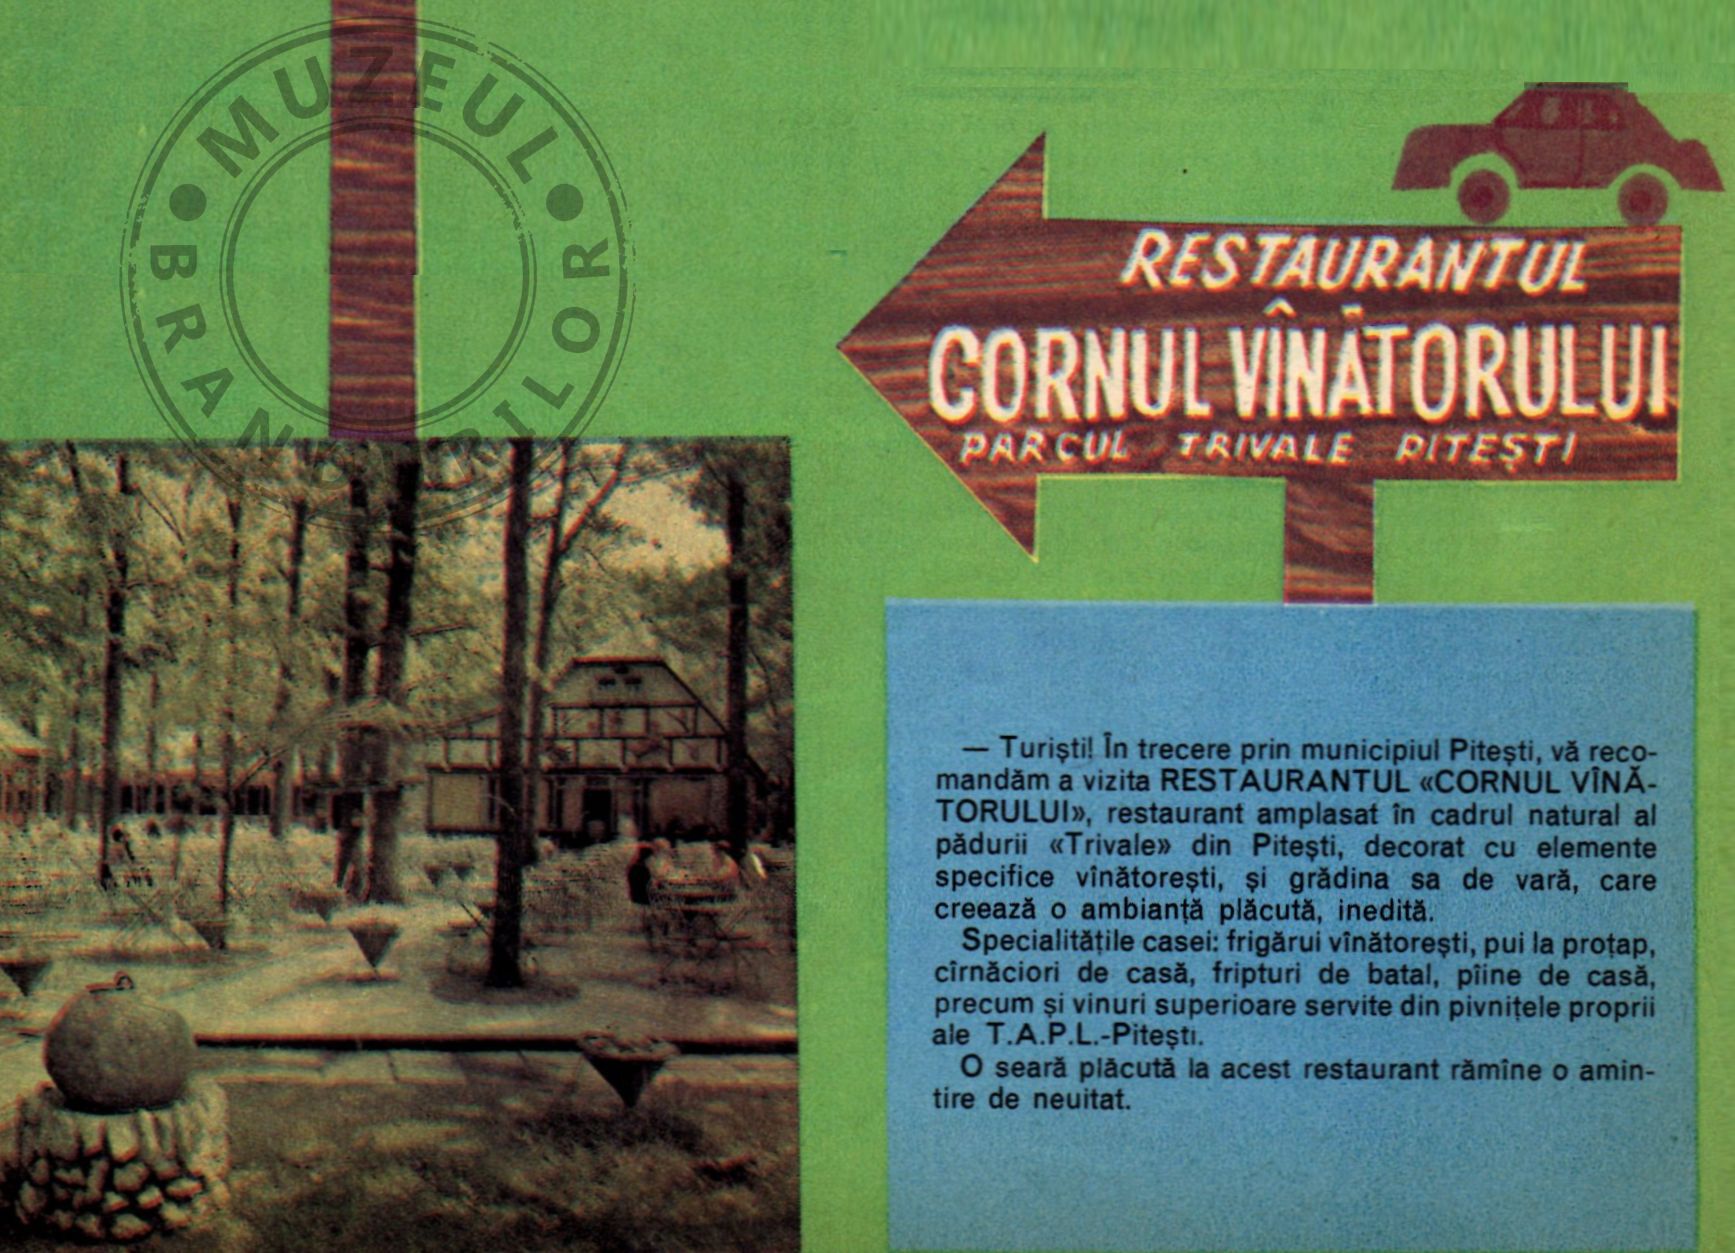 MUZEUL
BRANDURILOR
RESTAURANTUL
CORNUL VÎNĂTORULUI
PARCUL TRIVALE PITEȘTI
— Turiști! În trecere prin municipiul Pitești, vă reco-
mandăm a vizita RESTAURANTUL «CORNUL VÎNĂ-
TORULUI», restaurant amplasat în cadrul natural al
pădurii «Trivale» din Pitești, decorat cu elemente
specifice vînătorești, și grădina sa de vară, care
creează o ambianță plăcută, inedită.
Specialitățile casei: frigărui vînătorești, pui la proțap,
cîrnăciori de casă, fripturi de batal, pîine de casă,
precum și vinuri superioare servite din pivnițele proprii
ale T.A.P.L.-Pitești.
O seară plăcută la acest restaurant rămîne o amin-
tire de neuitat.